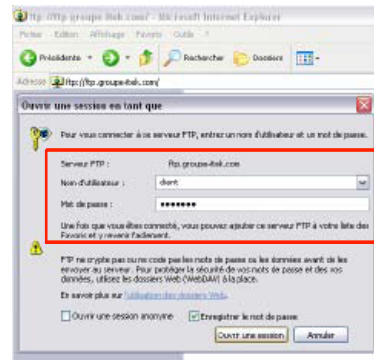 ftp://ftp.groupe-itek.com/ - Microsoft Internet Explorer
Fichier Edition Affichage Favoris Outils ?
Précédente Rechercher Dossiers
Adresse ftp://ftp.groupe-itek.com/
Ouvrir une session en tant que
Pour vous connecter à ce serveur FTP, entrez un nom d'utilisateur et un mot de passe.
Serveur FTP : ftp.groupe-itek.com
Nom d'utilisateur : client
Mot de passe : •••••••
Une fois que vous êtes connecté, vous pouvez ajouter ce serveur FTP à votre liste des
Favoris et y revenir facilement.
FTP ne crypte pas ou ne code pas les mots de passe ou les données avant de les
envoyer au serveur. Pour protéger la sécurité de vos mots de passe et des vos
données, utilisez les dossiers Web (WebDAV) à la place.
En savoir plus sur l'utilisation des dossiers Web.
Ouvrir une session anonyme Enregistrer le mot de passe
Ouvrir une session Annuler